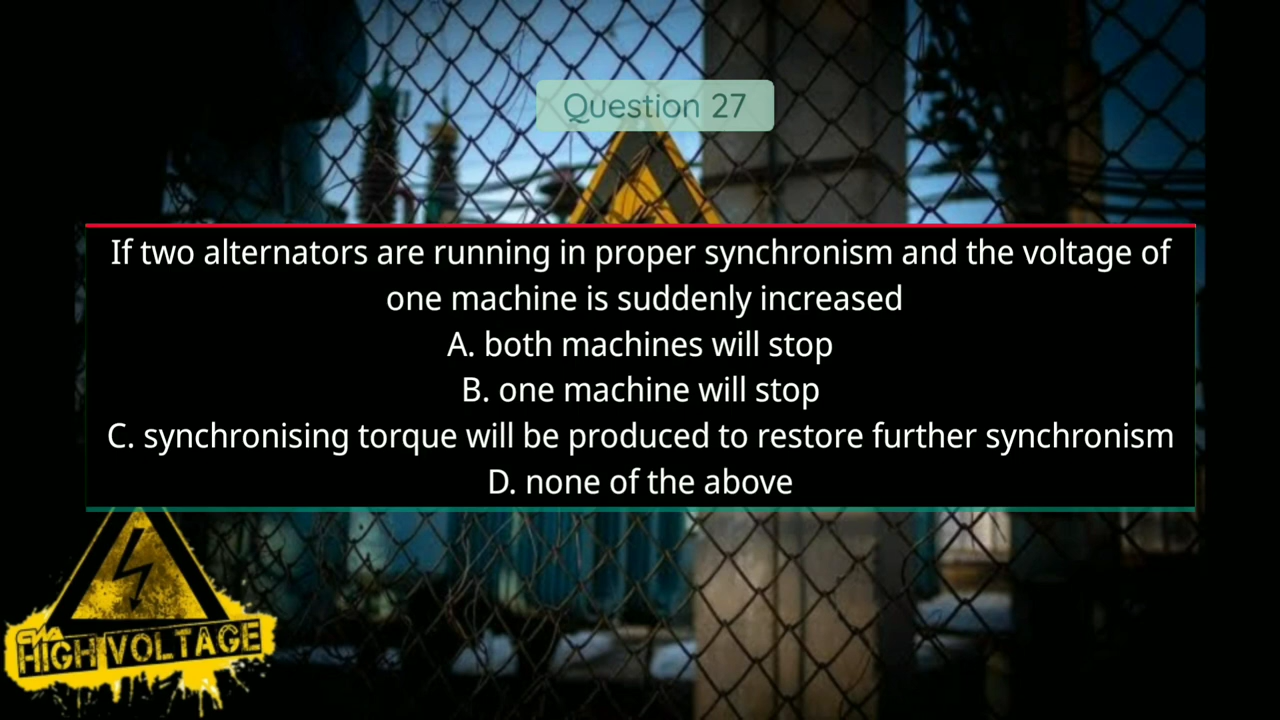 Question 27
If two alternators are running in proper synchronism and the voltage of
one machine is suddenly increased
A. both machines will stop
B. one machine will stop
C. synchronising torque will be produced to restore further synchronism
D. none of the above
HIGH VOLTAGE